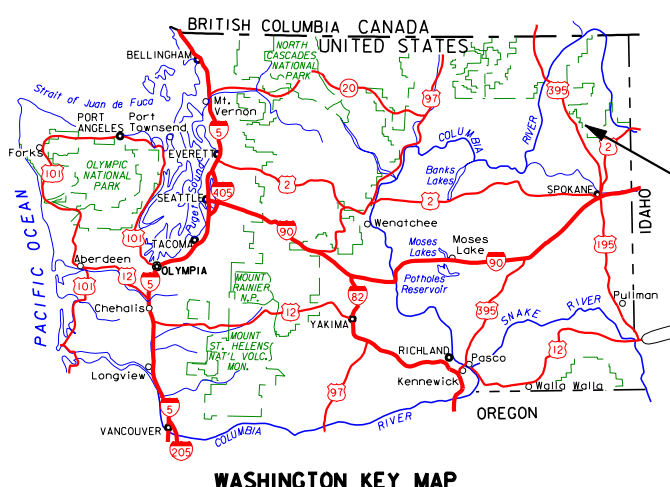 BRITISH COLUMBIA CANADA
UNITED STATES
BELLINGHAM
NORTH
CASCADES
NATIONAL
PARK
20
97
395
Strait of Juan de Fuca
Mt.
Vernon
PORT
ANGELES
Port
Townsend
5
COLUMBIA
RIVER
Forks
EVERETT
2
101
OLYMPIC
NATIONAL
PARK
Puget Sound
405
2
Banks
Lakes
2
SPOKANE
SEATTLE
IDAHO
PACIFIC OCEAN
101
TACOMA
90
Wenatchee
Moses
Lakes
Moses
Lake
90
195
Aberdeen
OLYMPIA
101
12
5
MOUNT
RAINIER
N.P.
82
Potholes
Reservoir
395
Pullman
Chehalis
12
YAKIMA
SNAKE
RIVER
MOUNT
ST. HELENS
NAT'L VOLC.
MON.
RICHLAND
Pasco
12
Longview
Kennewick
Walla Walla
97
5
OREGON
VANCOUVER
COLUMBIA
RIVER
205
WASHINGTON KEY MAP